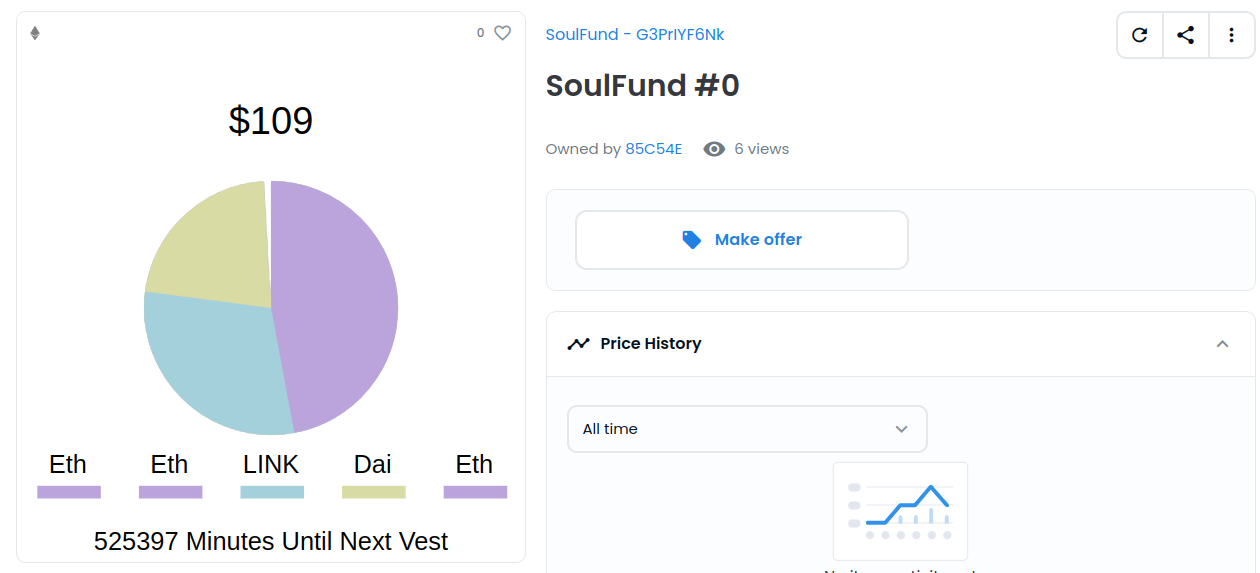 0
$109
Eth Eth LINK Dai Eth
525397 Minutes Until Next Vest
SoulFund - G3PrIYF6Nk
SoulFund #0
Owned by 85C54E 6 views
Make offer
Price History
All time